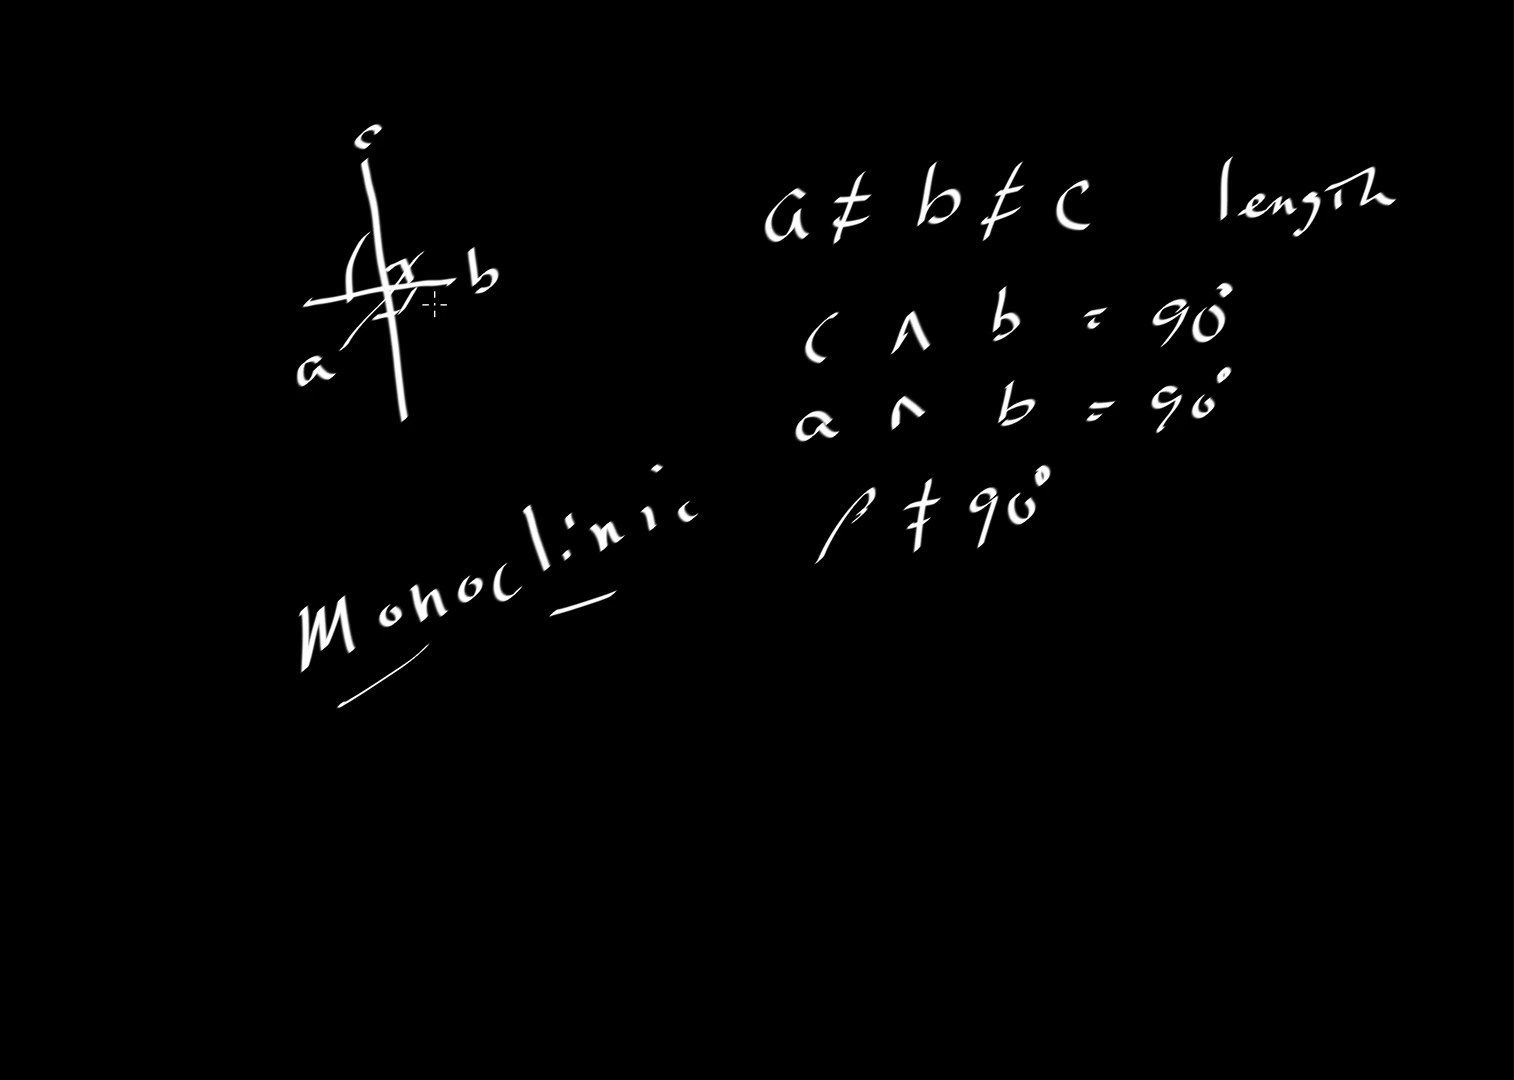 c
b
a
a ≠ b ≠ c length
c ∧ b = 90°
a ∧ b = 90°
β ≠ 90°
Monoclinic